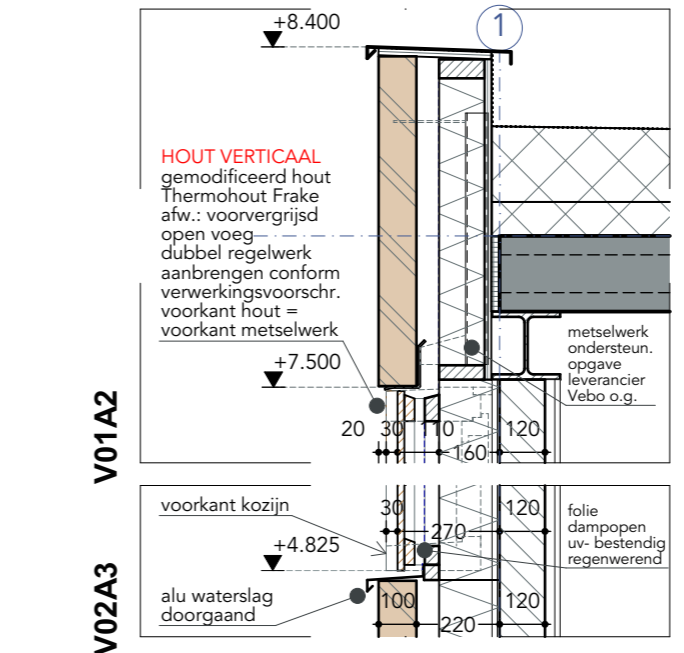 +8.400
1
HOUT VERTICAAL
gemodificeerd hout
Thermohout Frake
afw.: voorvergrijsd
open voeg
dubbel regelwerk
aanbrengen conform
verwerkingsvoorschr.
voorkant hout =
voorkant metselwerk
metselwerk
ondersteun.
opgave
leverancier
Vebo o.g.
+7.500
20 30 110 120
160
V01A2
voorkant kozijn
30 120
270
folie
dampopen
uv- bestendig
regenwerend
+4.825
alu waterslag
doorgaand
100 120
220
V02A3